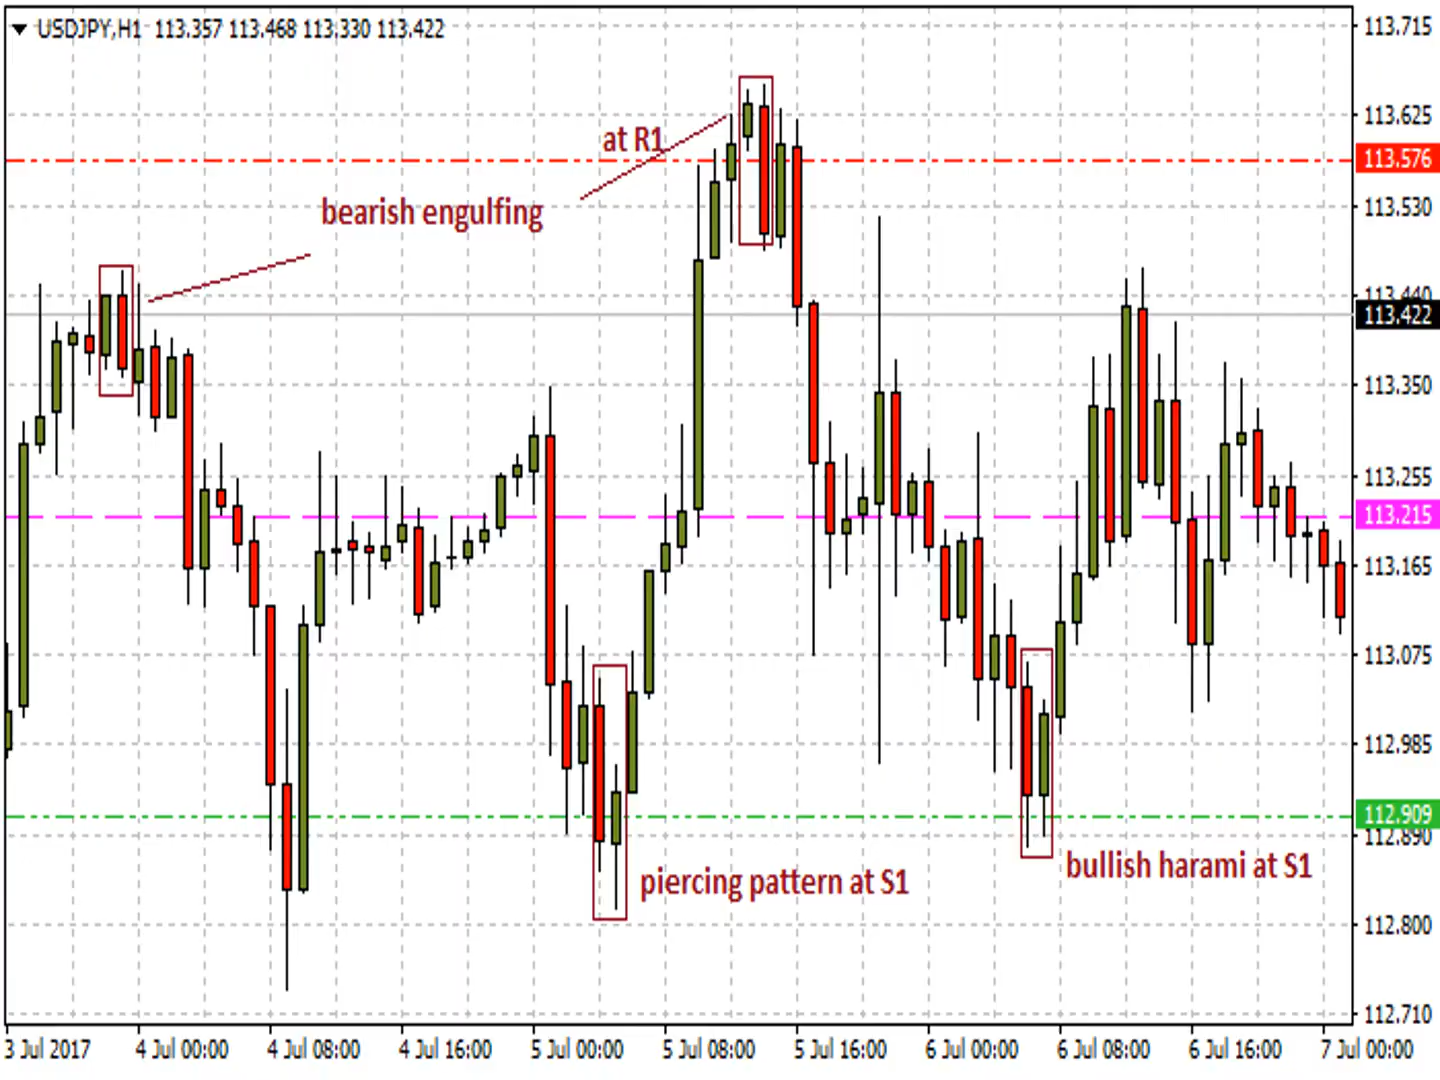 USDJPY,H1 113.357 113.468 113.330 113.422
113.715
113.625
at R1
113.576
bearish engulfing
113.530
113.440
113.422
113.350
113.255
113.215
113.165
113.075
112.985
112.909
112.890
bullish harami at S1
piercing pattern at S1
112.800
112.710
3 Jul 2017 4 Jul 00:00 4 Jul 08:00 4 Jul 16:00 5 Jul 00:00 5 Jul 08:00 5 Jul 16:00 6 Jul 00:00 6 Jul 08:00 6 Jul 16:00 7 Jul 00:00